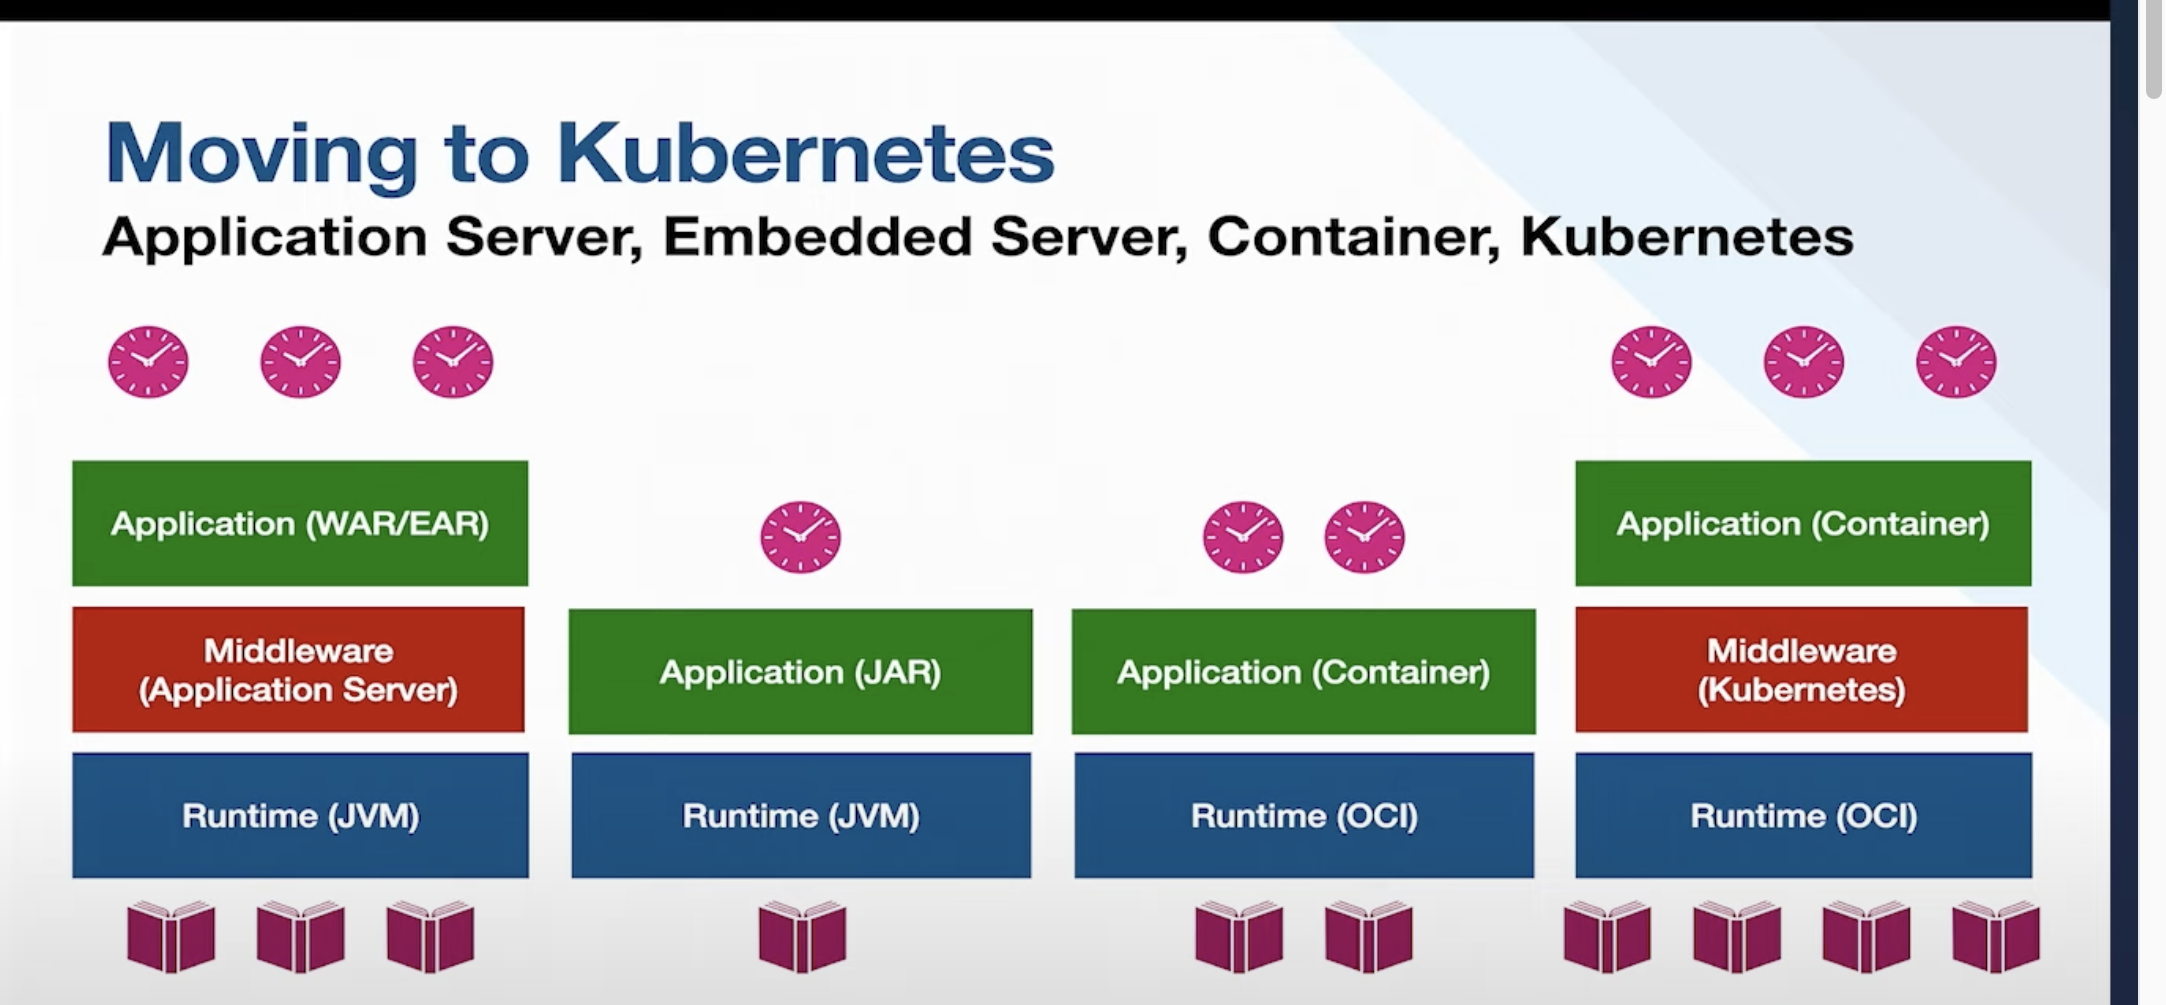 Moving to Kubernetes
Application Server, Embedded Server, Container, Kubernetes
Application (WAR/EAR)
Middleware
(Application Server)
Runtime (JVM)
Application (JAR)
Runtime (JVM)
Application (Container)
Runtime (OCI)
Application (Container)
Middleware
(Kubernetes)
Runtime (OCI)